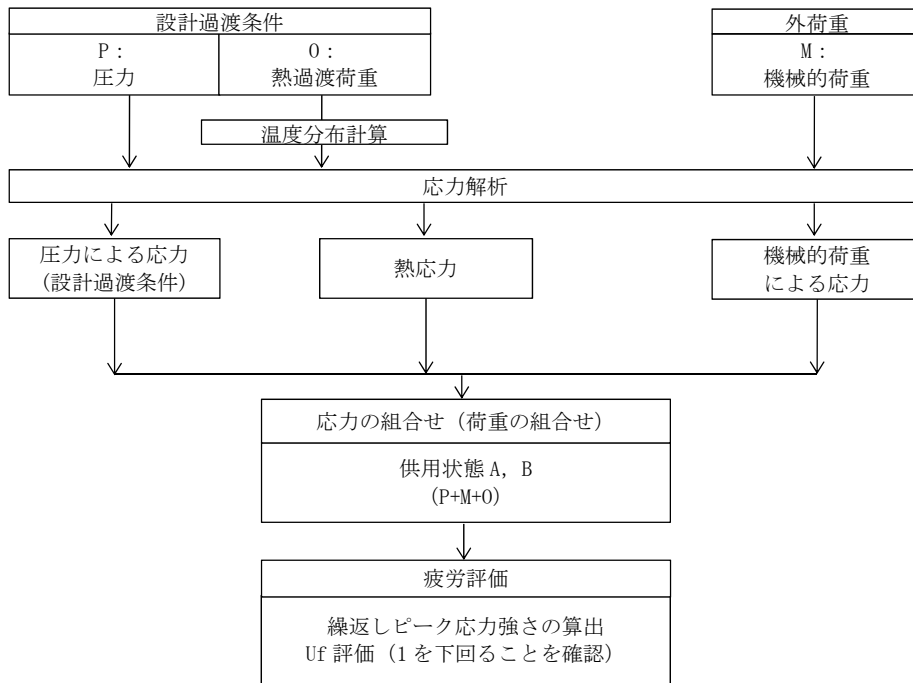 設計過渡条件
P：
圧力
O：
熱過渡荷重
外荷重
M：
機械的荷重
温度分布計算
応力解析
圧力による応力
(設計過渡条件)
熱応力
機械的荷重
による応力
応力の組合せ（荷重の組合せ）
供用状態 A，B
（P+M+O）
疲労評価
繰返しピーク応力強さの算出
Uf 評価（1 を下回ることを確認）